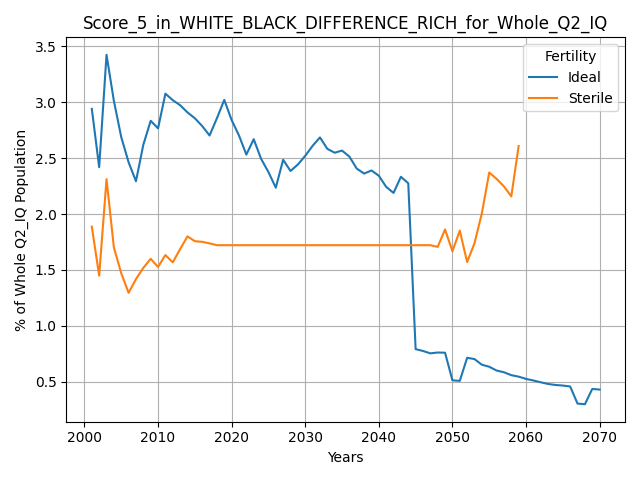 Score_5_in_WHITE_BLACK_DIFFERENCE_RICH_for_Whole_Q2_IQ
Fertility
Ideal
Sterile
% of Whole Q2_IQ Population
3.5
3.0
2.5
2.0
1.5
1.0
0.5
2000 2010 2020 2030 2040 2050 2060 2070
Years